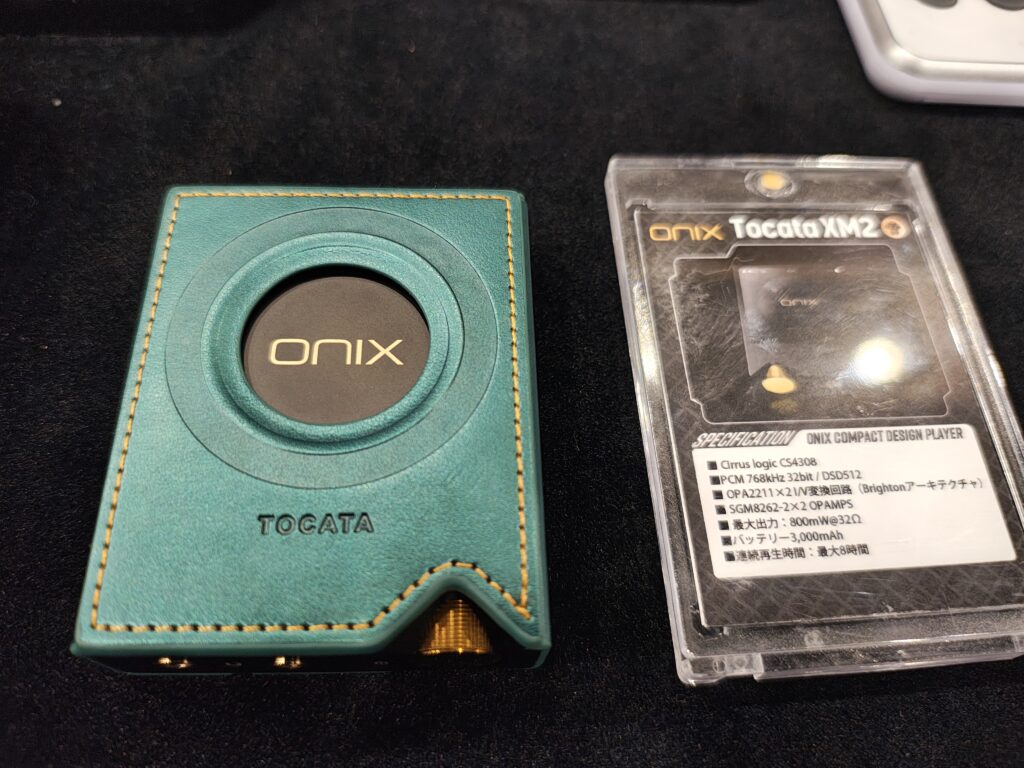 ONIX
TOCATA
ONIX Tocata XM2
ONIX
SPECIFICATION ONIX COMPACT DESIGN PLAYER
■ Cirrus logic CS4308
■PCM 768kHz 32bit / DSD512
■ OPA2211×2 I/V変換回路（Brightonアーキテクチャ）
■ SGM8262-2×2 OPAMPS
■ 最大出力：800mW@32Ω
■バッテリー3,000mAh
■連続再生時間：最大8時間